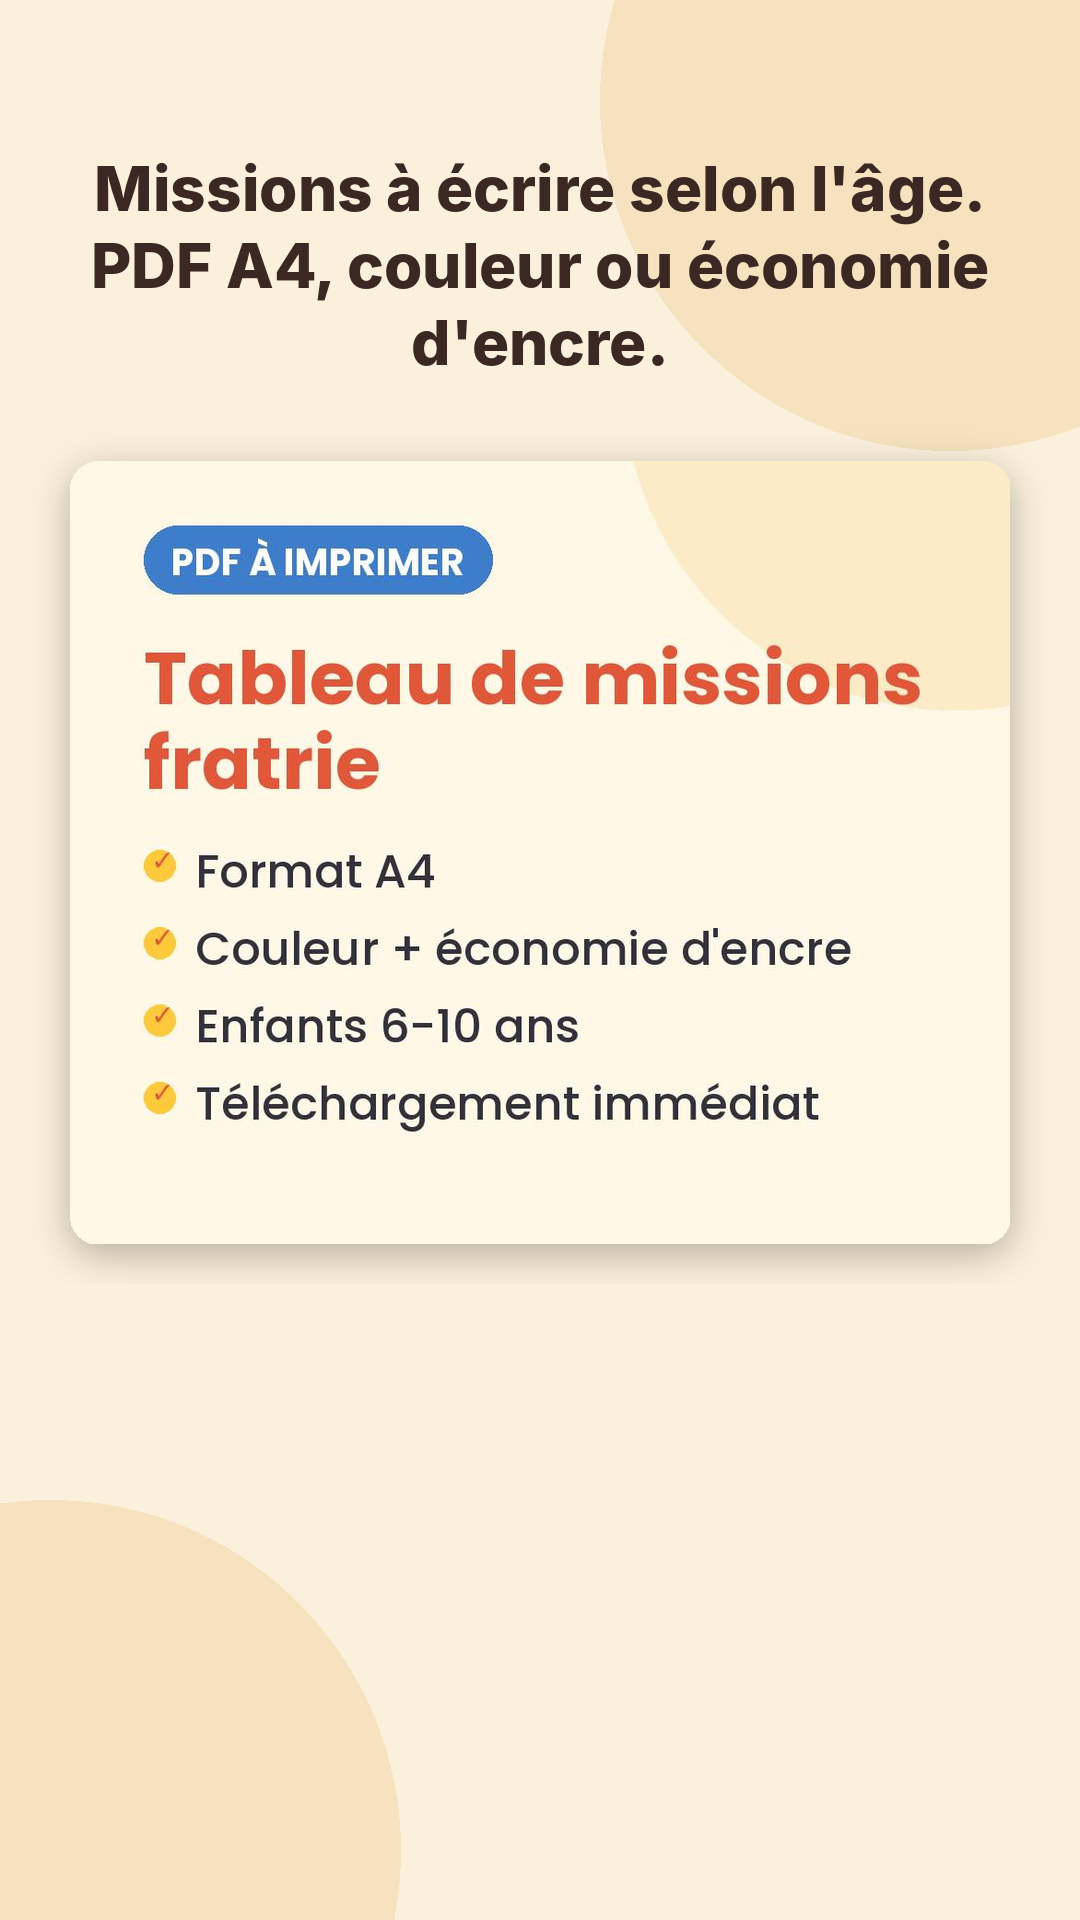 Missions à écrire selon l'âge.
PDF A4, couleur ou économie
d'encre.
PDF À IMPRIMER
Tableau de missions
fratrie
✓ Format A4
✓ Couleur + économie d'encre
✓ Enfants 6-10 ans
✓ Téléchargement immédiat